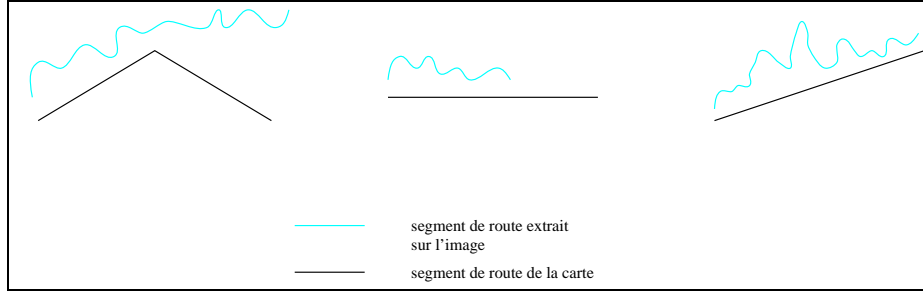 segment de route extrait
sur l'image
segment de route de la carte